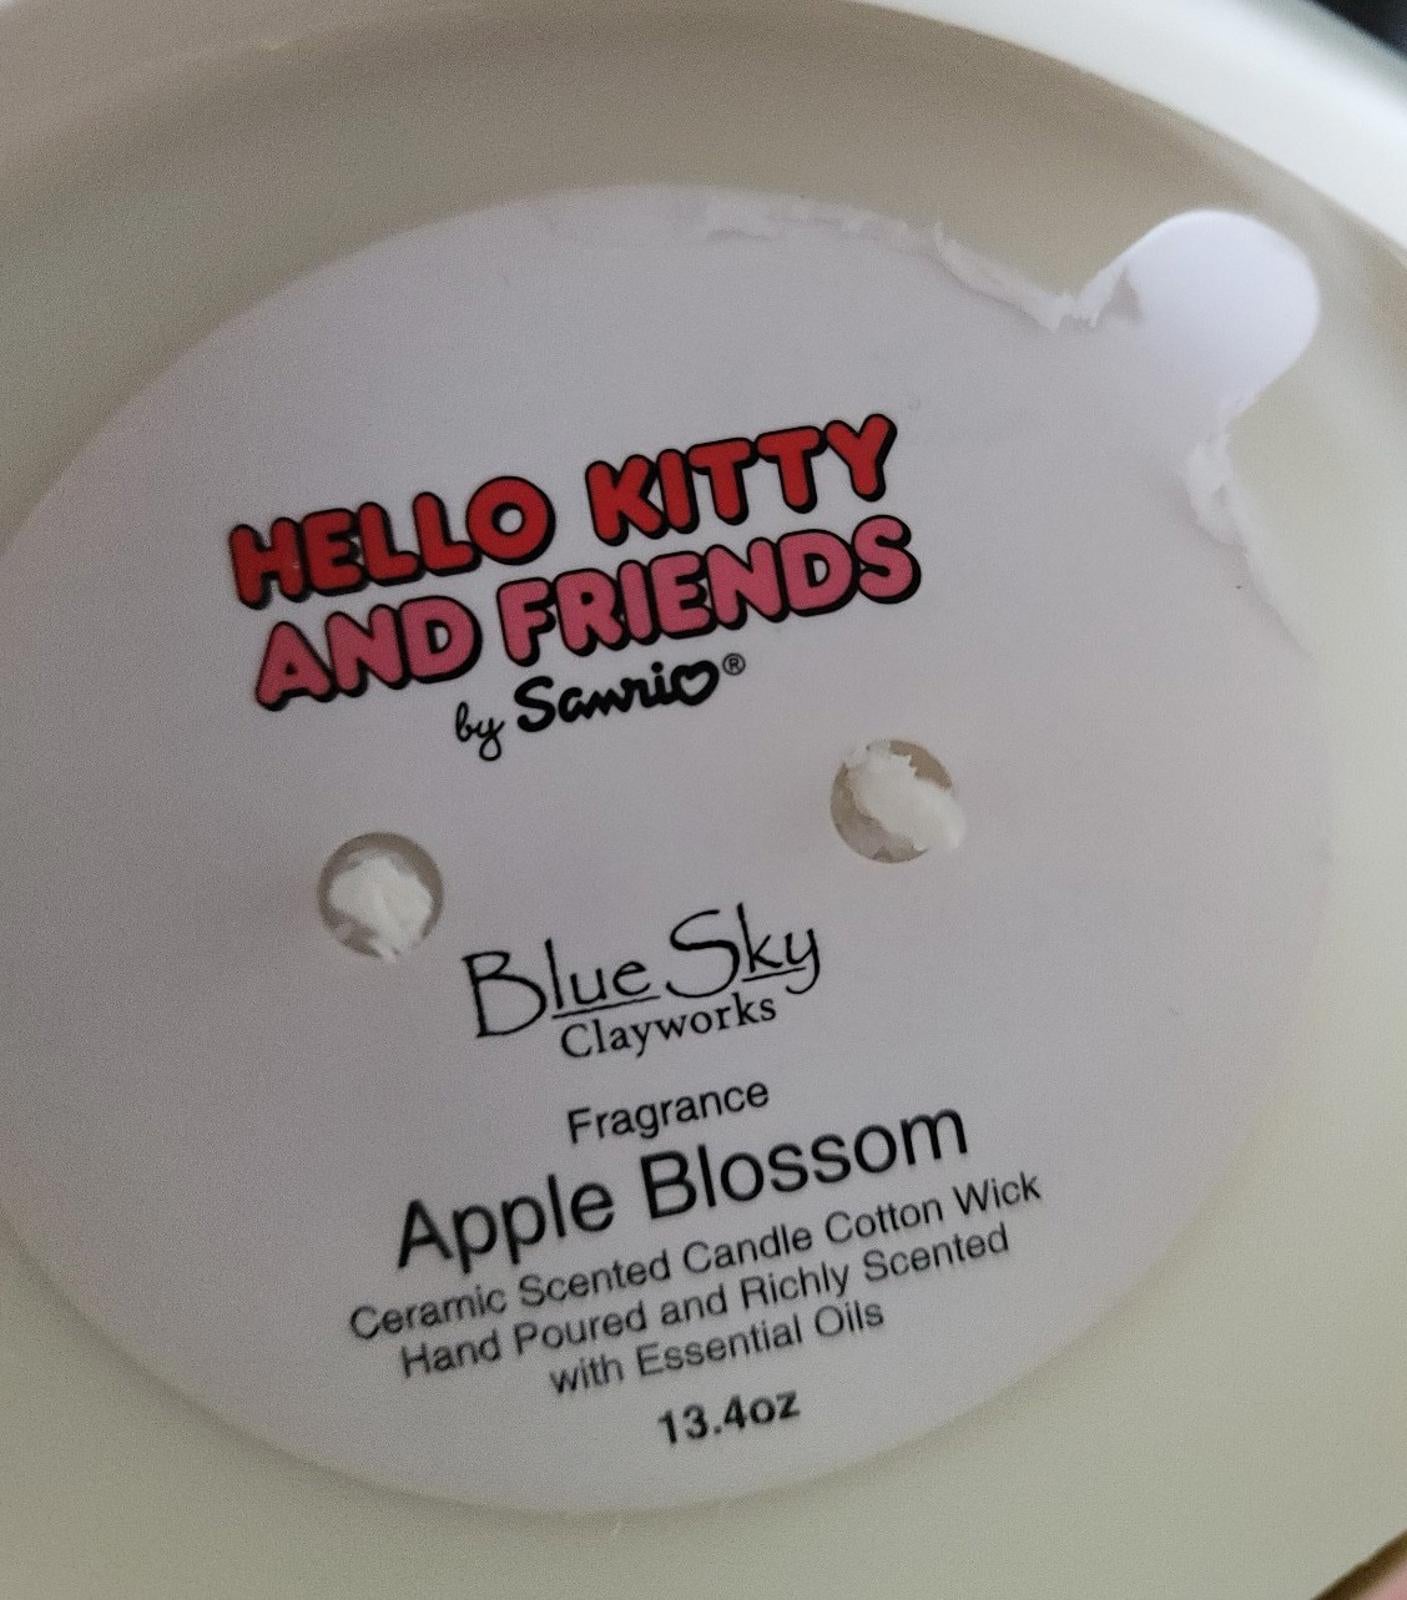 HELLO KITTY
AND FRIENDS
by Sanrio®
Blue Sky
Clayworks
Fragrance
Apple Blossom
Ceramic Scented Candle Cotton Wick
Hand Poured and Richly Scented
with Essential Oils
13.4oz